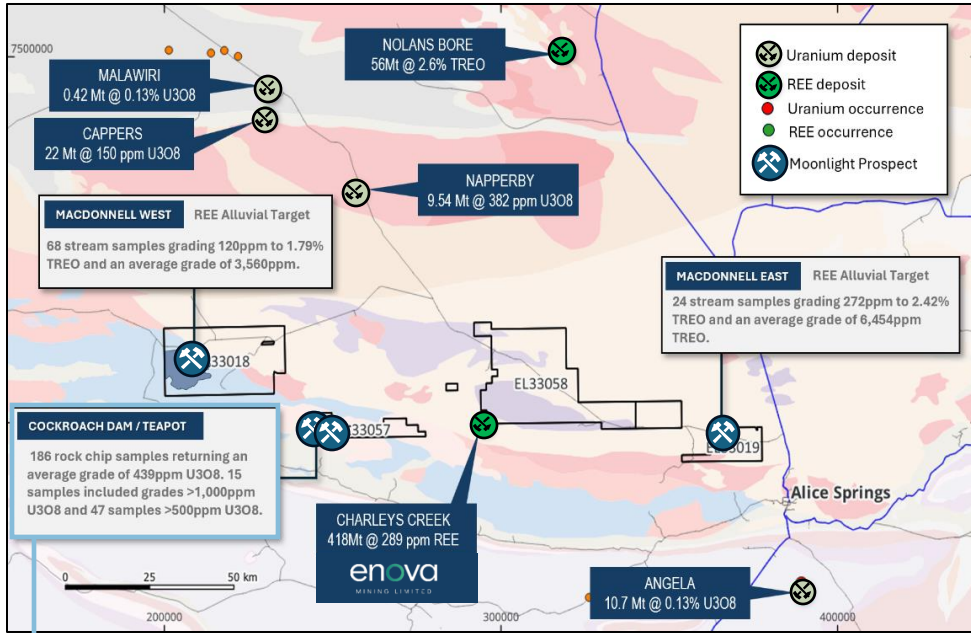 7500000
NOLANS BORE
56Mt @ 2.6% TREO
MALAWIRI
0.42 Mt @ 0.13% U3O8
CAPPERS
22 Mt @ 150 ppm U3O8
NAPPERBY
9.54 Mt @ 382 ppm U3O8
Uranium deposit
REE deposit
Uranium occurrence
REE occurrence
Moonlight Prospect
MACDONNELL WEST REE Alluvial Target
68 stream samples grading 120ppm to 1.79%
TREO and an average grade of 3,560ppm.
MACDONNELL EAST REE Alluvial Target
24 stream samples grading 272ppm to 2.42%
TREO and an average grade of 6,454ppm
TREO.
33018
EL33058
33057
EL33019
COCKROACH DAM / TEAPOT
186 rock chip samples returning an
average grade of 439ppm U3O8. 15
samples included grades >1,000ppm
U3O8 and 47 samples >500ppm U3O8.
CHARLEYS CREEK
418Mt @ 289 ppm REE
enova
MINING LIMITED
Alice Springs
ANGELA
10.7 Mt @ 0.13% U3O8
0 25 50 km
200000 300000 400000